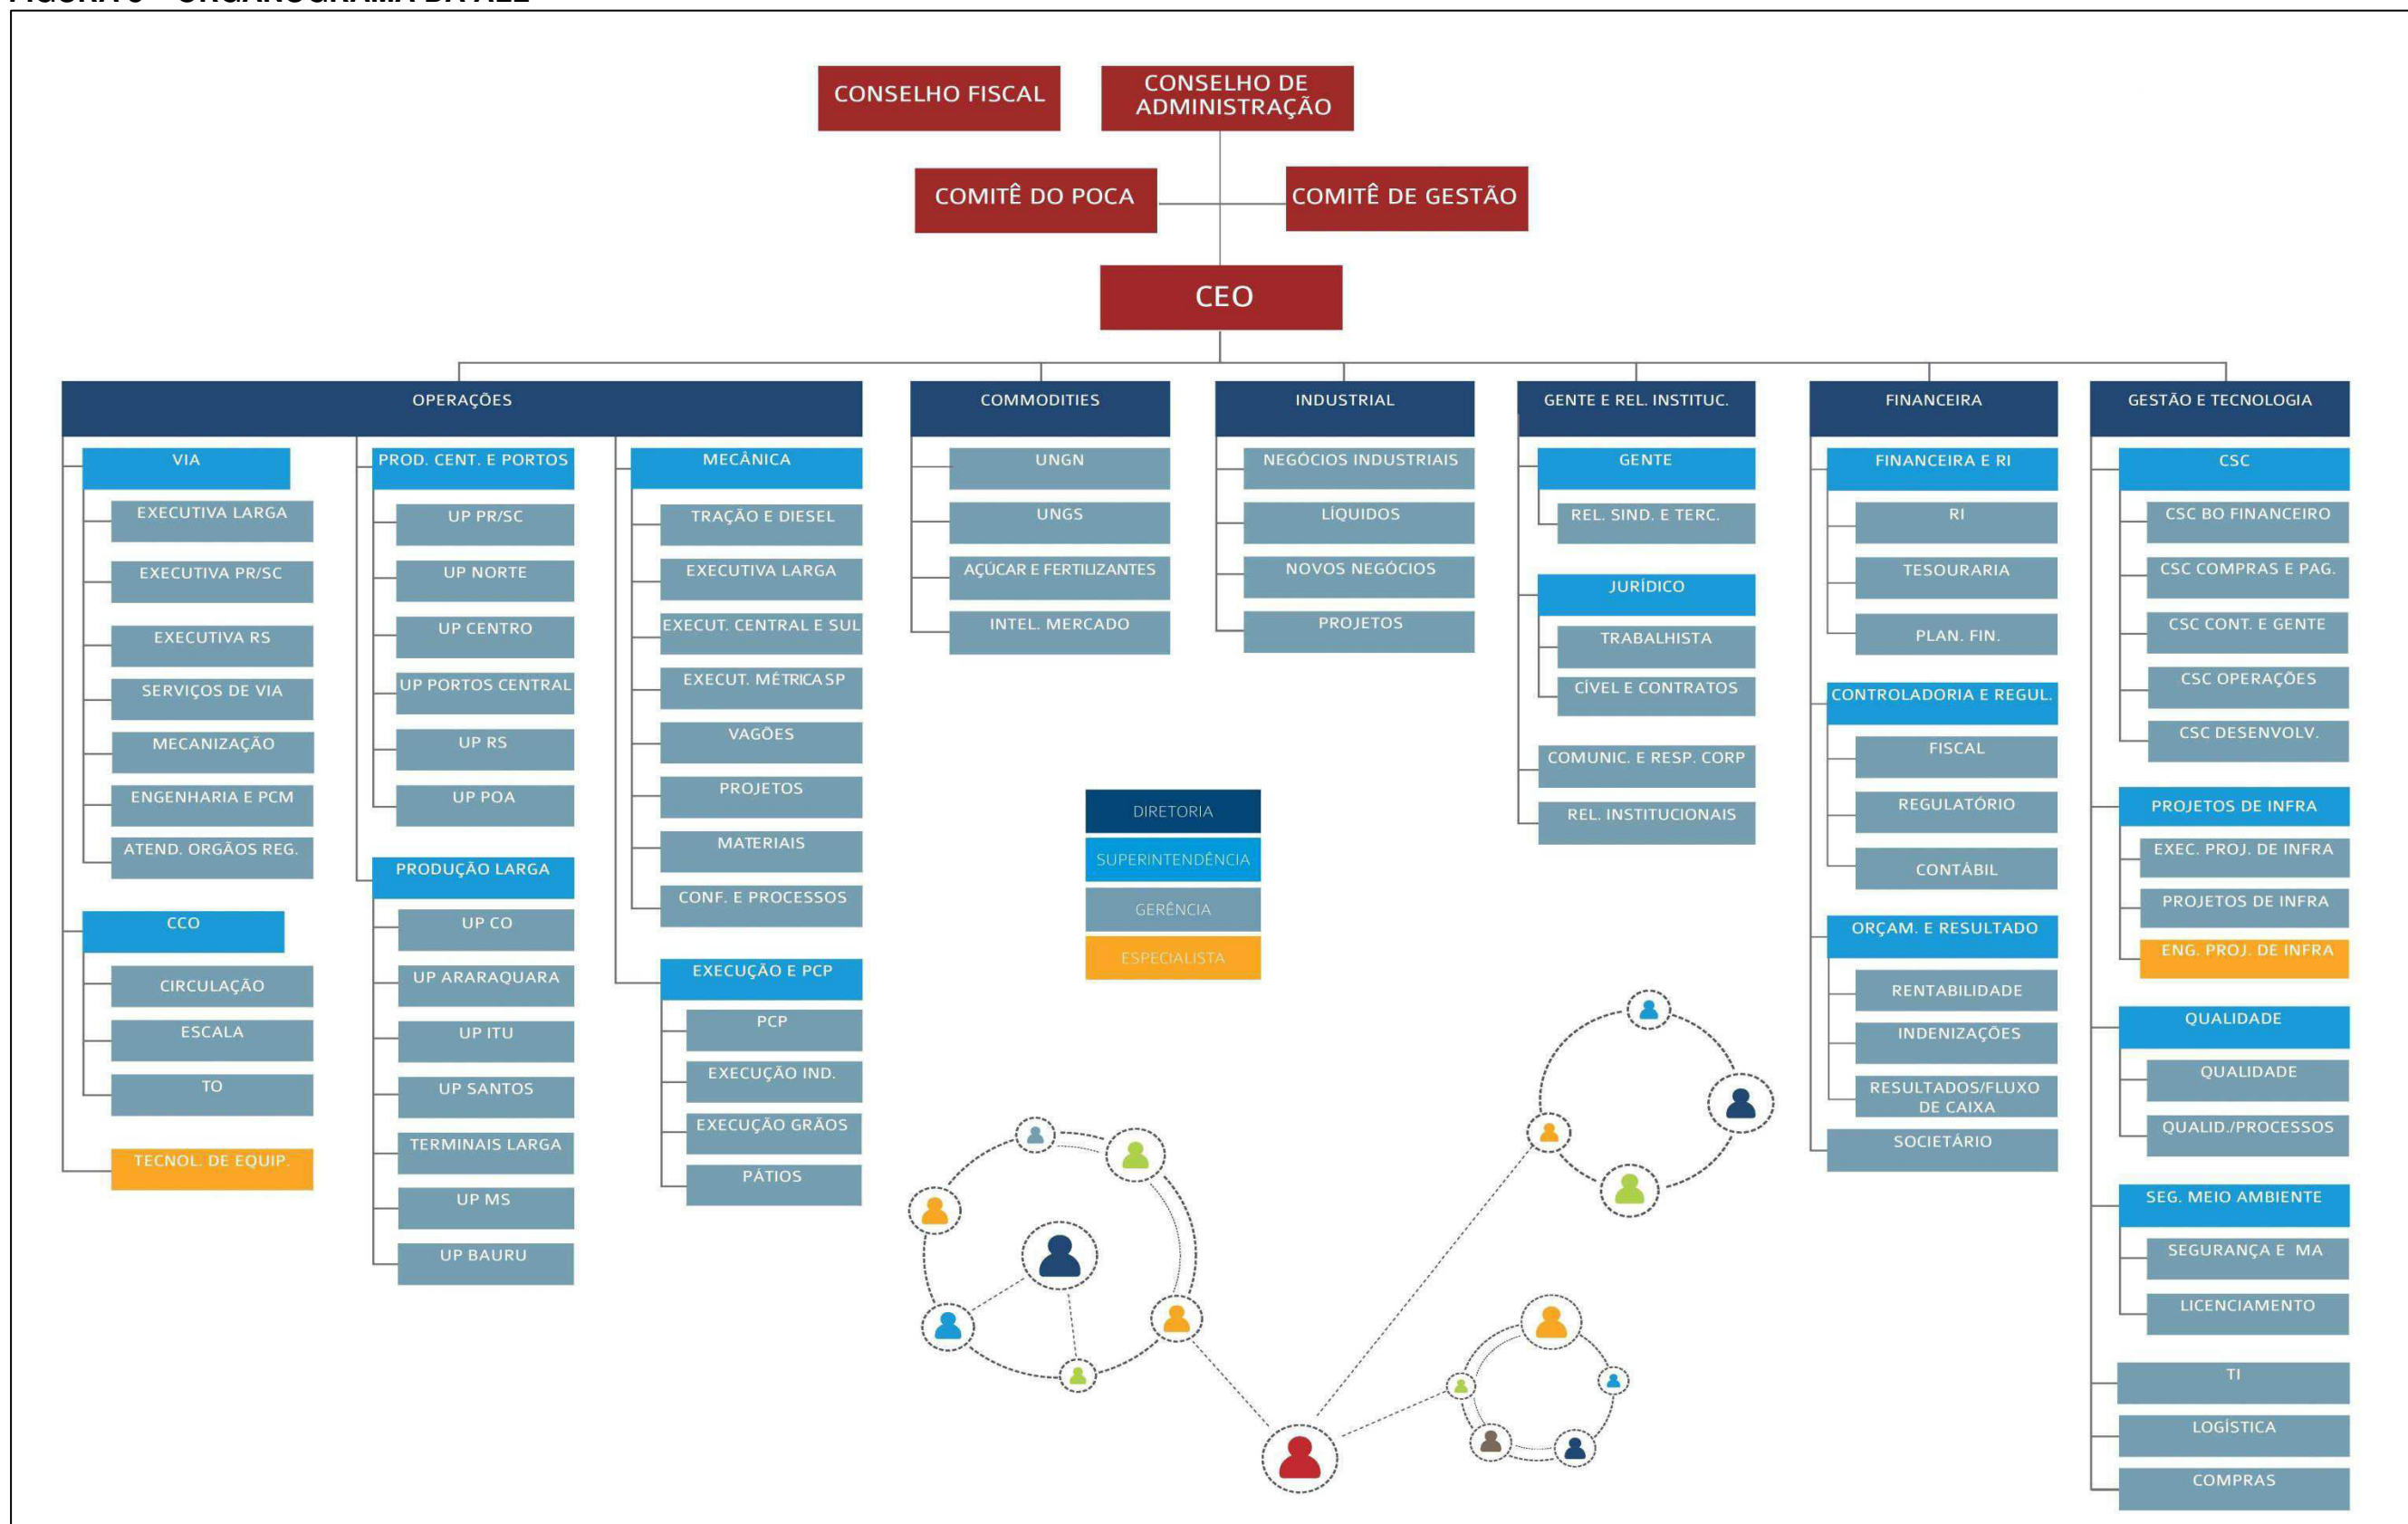 FIGURA – ORGANOGRAMA DA ALL
CONSELHO FISCAL
CONSELHO DE
ADMINISTRAÇÃO
COMITÊ DO POCA
COMITÊ DE GESTÃO
CEO
OPERAÇÕES
VIA
EXECUTIVA LARGA
EXECUTIVA PR/SC
EXECUTIVA RS
SERVIÇOS DE VIA
MECANIZAÇÃO
ENGENHARIA E PCM
ATEND. ORGÃOS REG.
CCO
CIRCULAÇÃO
ESCALA
TO
TECNOL. DE EQUIP.
PROD. CENT. E PORTOS
UP PR/SC
UP NORTE
UP CENTRO
UP PORTOS CENTRAL
UP RS
UP POA
PRODUÇÃO LARGA
UP CO
UP ARARAQUARA
UP ITU
UP SANTOS
TERMINAIS LARGA
UP MS
UP BAURU
MECÂNICA
TRAÇÃO E DIESEL
EXECUTIVA LARGA
EXECUT. CENTRAL E SUL
EXECUT. MÉTRICA SP
VAGÕES
PROJETOS
MATERIAIS
CONF. E PROCESSOS
EXECUÇÃO E PCP
PCP
EXECUÇÃO IND.
EXECUÇÃO GRÃOS
PÁTIOS
COMMODITIES
UNGN
UNGS
AÇÚCAR E FERTILIZANTES
INTEL. MERCADO
INDUSTRIAL
NEGÓCIOS INDUSTRIAIS
LÍQUIDOS
NOVOS NEGÓCIOS
PROJETOS
DIRETORIA
SUPERINTENDÊNCIA
GERÊNCIA
ESPECIALISTA
GENTE E REL. INSTITUC.
GENTE
REL. SIND. E TERC.
JURÍDICO
TRABALHISTA
CÍVEL E CONTRATOS
COMUNIC. E RESP. CORP
REL. INSTITUCIONAIS
FINANCEIRA
FINANCEIRA E RI
RI
TESOURARIA
PLAN. FIN.
CONTROLADORIA E REGUL.
FISCAL
REGULATÓRIO
CONTÁBIL
ORÇAM. E RESULTADO
RENTABILIDADE
INDENIZAÇÕES
RESULTADOS/FLUXO
DE CAIXA
SOCIETÁRIO
GESTÃO E TECNOLOGIA
CSC
CSC BO FINANCEIRO
CSC COMPRAS E PAG.
CSC CONT. E GENTE
CSC OPERAÇÕES
CSC DESENVOLV.
PROJETOS DE INFRA
EXEC. PROJ. DE INFRA
PROJETOS DE INFRA
ENG. PROJ. DE INFRA
QUALIDADE
QUALIDADE
QUALID./PROCESSOS
SEG. MEIO AMBIENTE
SEGURANÇA E MA
LICENCIAMENTO
TI
LOGÍSTICA
COMPRAS